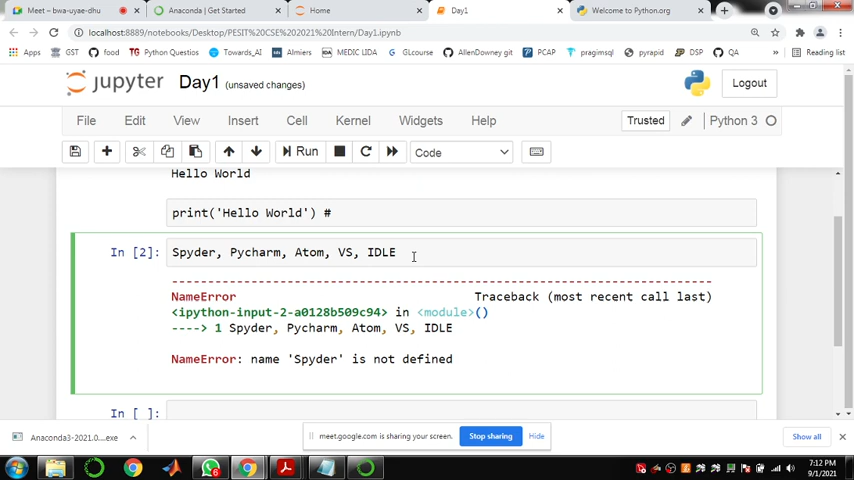 Meet – bwa-uyae-dhu
Anaconda | Get Started
Home
Day1
Welcome to Python.org
localhost:8889/notebooks/Desktop/PESIT%20CSE%202021%20Intern/Day1.ipynb
Apps
GST
food
Python Questions
Towards_AI
Almiers
MEDIC LIDA
GLcourse
AllenDowney git
PCAP
pragimsql
pyrapid
DSP
QA
»
Reading list
jupyter
Day1 (unsaved changes)
Logout
File
Edit
View
Insert
Cell
Kernel
Widgets
Help
Trusted
Python 3
Run
Code
Hello World
print('Hello World') #
In [2]:
Spyder, Pycharm, Atom, VS, IDLE
---------------------------------------------------------------------------
NameError Traceback (most recent call last)
<ipython-input-2-a0128b509c94> in <module>()
----> 1 Spyder, Pycharm, Atom, VS, IDLE
NameError: name 'Spyder' is not defined
In [ ]:
Anaconda3-2021.0....exe
meet.google.com is sharing your screen.
Stop sharing
Hide
Show all
7:12 PM
9/1/2021